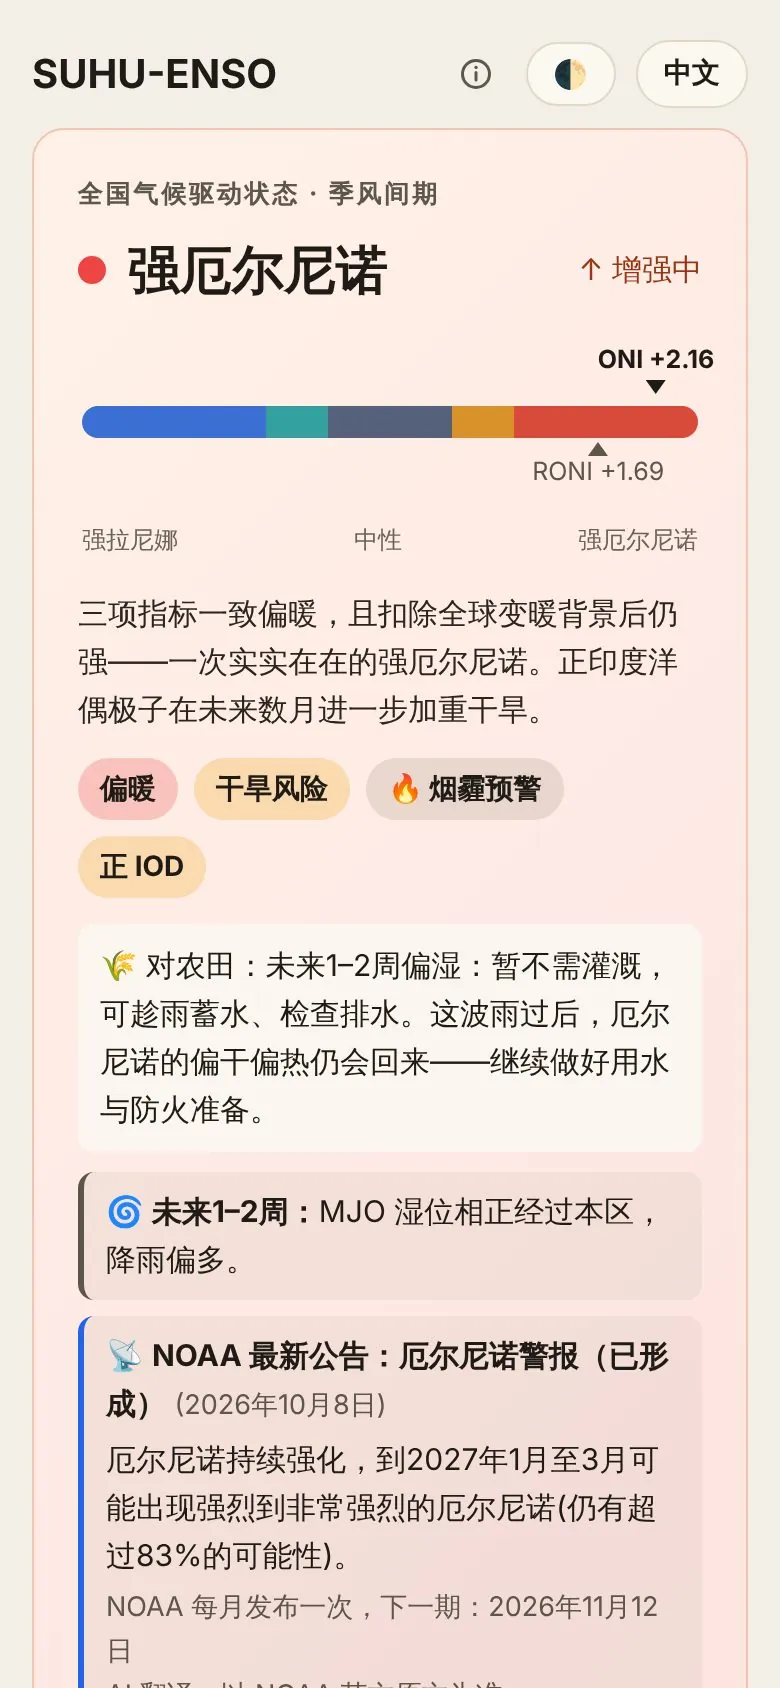 SUHU-ENSO
中文
全国气候驱动状态 · 季风间期
强厄尔尼诺
↑ 增强中
ONI +2.16
RONI +1.69
强拉尼娜
中性
强厄尔尼诺
三项指标一致偏暖，且扣除全球变暖背景后仍
强——一次实实在在的强厄尔尼诺。正印度洋
偶极子在未来数月进一步加重干旱。
偏暖
干旱风险
🔥 烟霾预警
正 IOD
🌾 对农田：未来1–2周偏湿：暂不需灌溉，
可趁雨蓄水、检查排水。这波雨过后，厄尔
尼诺的偏干偏热仍会回来——继续做好用水
与防火准备。
🌀 未来1–2周：MJO 湿位相正经过本区，
降雨偏多。
📡 NOAA 最新公告：厄尔尼诺警报（已形
成） (2026年10月8日)
厄尔尼诺持续强化，到2027年1月至3月可
能出现强烈到非常强烈的厄尔尼诺(仍有超
过83%的可能性)。
NOAA 每月发布一次，下一期：2026年11月12
日